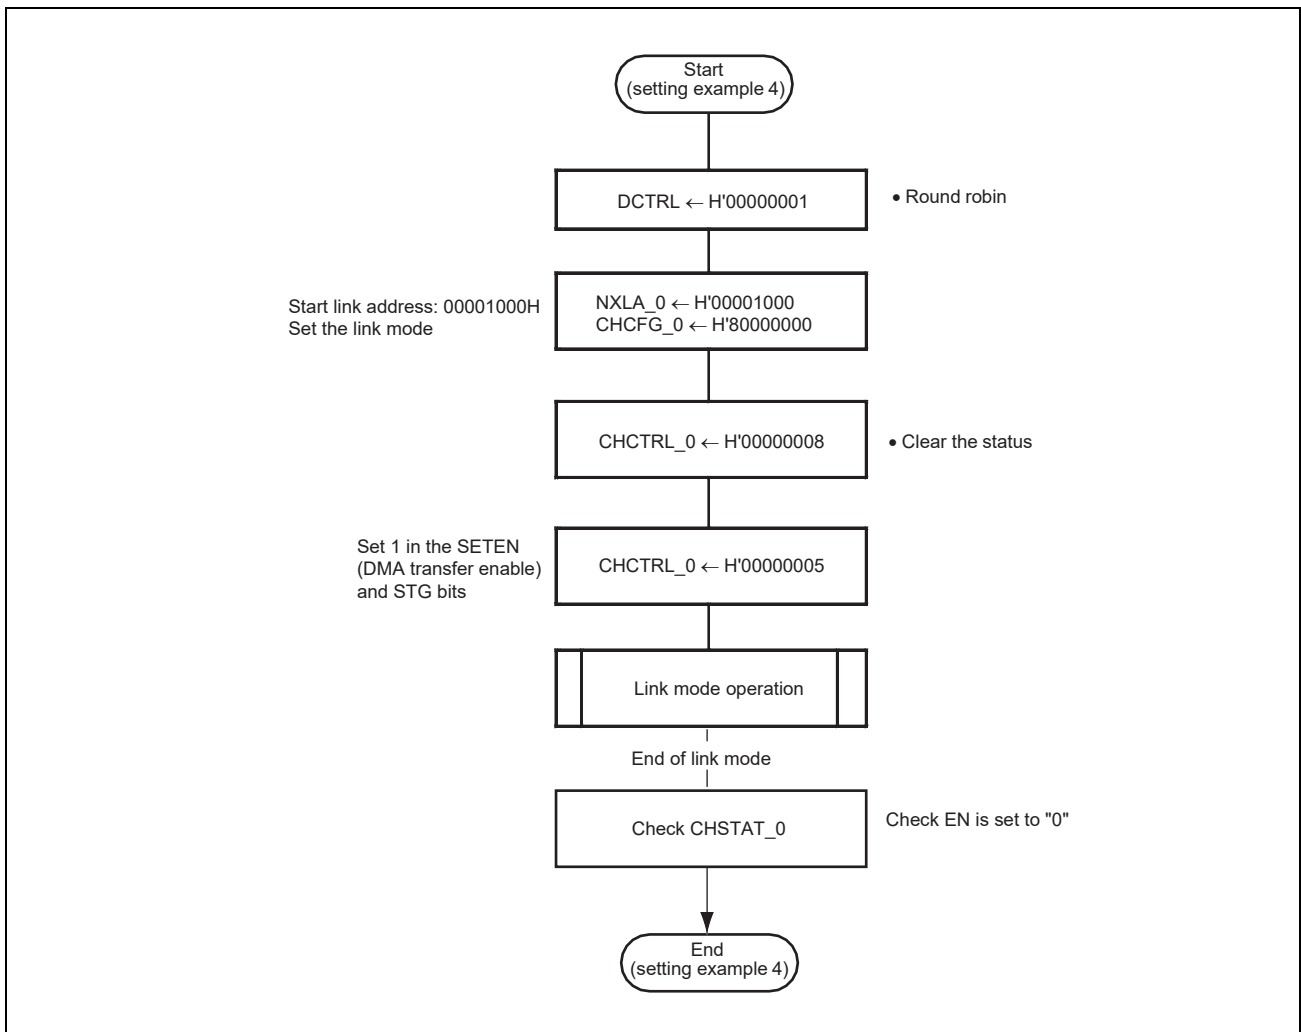 Start
(setting example 4)
DCTRL ← H'00000001
• Round robin
Start link address: 00001000H
Set the link mode
NXLA_0 ← H'00001000
CHCFG_0 ← H'80000000
CHCTRL_0 ← H'00000008
• Clear the status
Set 1 in the SETEN
(DMA transfer enable)
and STG bits
CHCTRL_0 ← H'00000005
Link mode operation
End of link mode
Check CHSTAT_0
Check EN is set to "0"
End
(setting example 4)